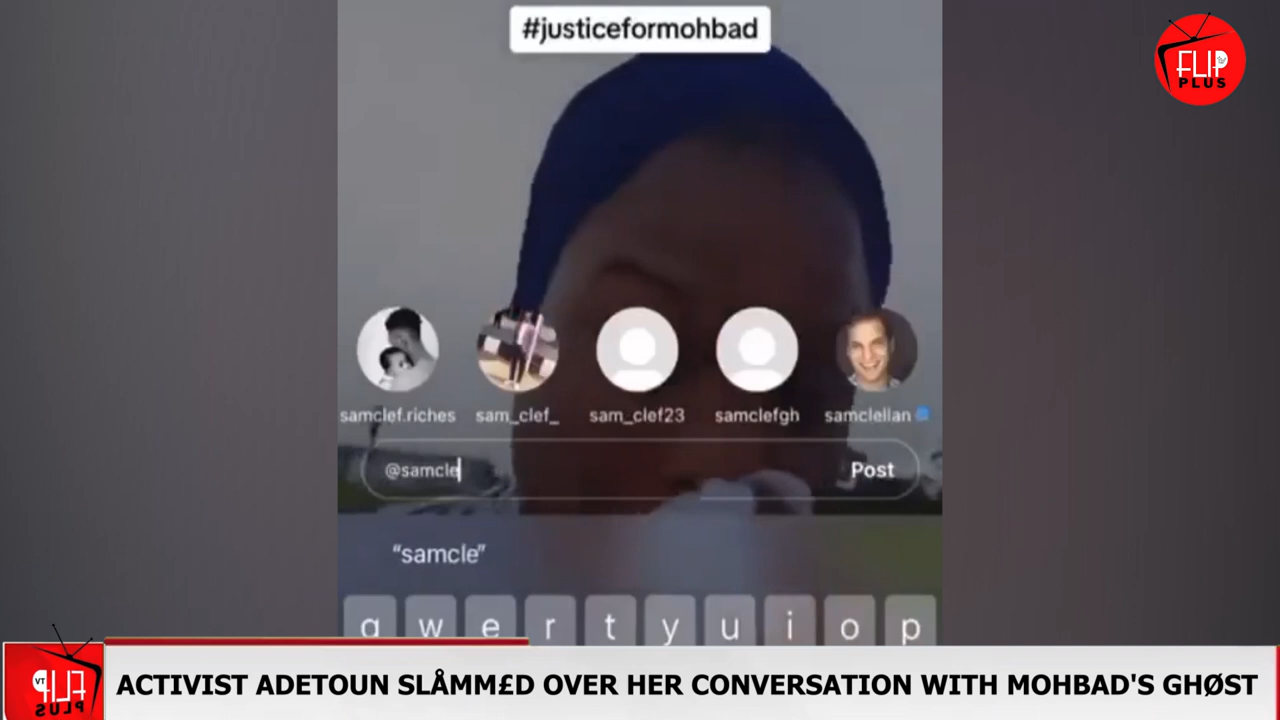 #justiceformohbad
FLIP
PLUS
samclef.riches
sam_clef_
sam_clef23
samclefgh
samclellan
@samcle
Post
“samcle”
q w e r t y u i o p
FLIP
TV
PLUS
ACTIVIST ADETOUN SLÅMM£D OVER HER CONVERSATION WITH MOHBAD'S GHØST